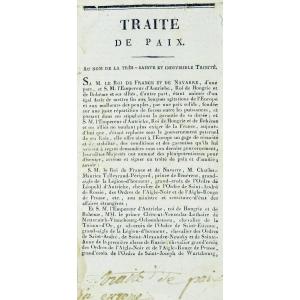 TRAITE
DE PAIX.
AU NOM DE LA TRÈS-SAINTE ET INDIVISIBLE TRINITÉ.
SA M. LE ROI DE FRANCE ET DE NAVARRE, d'une
part, et S. M. l'Empereur d'Autriche, Roi de Hongrie et
de Bohême et ses alliés, d'autre part, étant animés d'un
égal désir de mettre fin aux longues agitations de l'Europe
et aux malheurs des peuples, par une paix solide, fondée
sur une juste répartition de forces entre les puissances, et
portant dans ses stipulations la garantie de sa durée; et
S. M. l'Empereur d'Autriche, Roi de Hongrie et de Bohême
et ses alliés ne voulant plus exiger de la France, aujour-
d'hui que, s'étant replacée sous le gouvernement paternel
de ses rois, elle offre ainsi à l'Europe un gage de sécurité
et de stabilité, des conditions et des garanties qu'
lui avaient à regret demandées sous son dernier gouvernement,
Leursdites Majestés ont nommé des plénipotentiaires pour
discuter, arrêter et signer un traité de paix et d'amitié;
savoir:
S. M. le Roi de France et de Navarre, M. Charles-
Maurice Talleyrand-Périgord, prince de Bénévent, grand-
aigle de la Légion-d'honneur, grand-croix de l'Ordre de
Léopold d'Autriche, chevalier de l'Ordre de Saint-André
de Russie, des Ordres de l'Aigle-Noir et de l'Aigle-Rouge
de Prusse, etc., son ministre et secrétaire-d'état des
affaires étrangères;
Et S. M. l'Empereur d'Autriche, Roi de Hongrie et de
Bohême, MM. le prince Clément-Venceslas-Lothaire de
Metternich-Winnebourg-Ochsenhausen, chevalier de la
Toison-d'Or, gr. de l'Ordre de Saint-Etienne,
grand-aigle de la Légion-d'honneur, chevalier des Ordres
de Saint-André, de Saint-Alexandre-Newsky et de Sainte-
Anne de la première classe de Russie; chevalier grand-croix
des Ordres de l'Aigle-Noir et de l'Aigle-Rouge de Prusse,
grand-croix de l'Ordre de Saint-Joseph de Wurtzbourg,
traité de paix